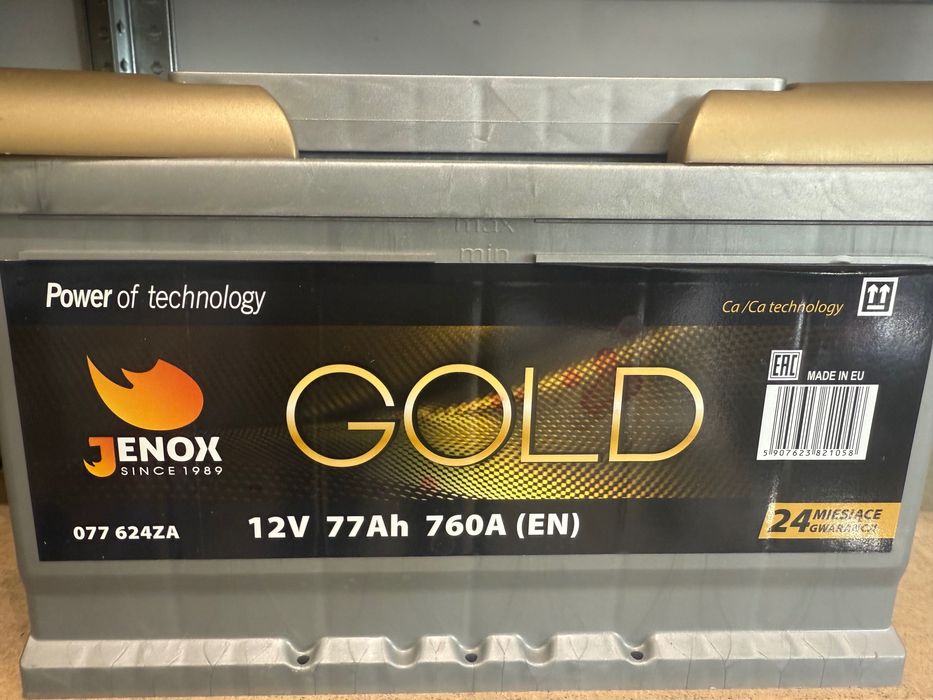 max
min
Power of technology
Ca/Ca technology
JENOX
SINCE 1989
GOLD
EAC
MADE IN EU
5 907623 821058
077 624ZA
12V 77Ah 760A (EN)
24 MIESIĄCE
GWARANCJI